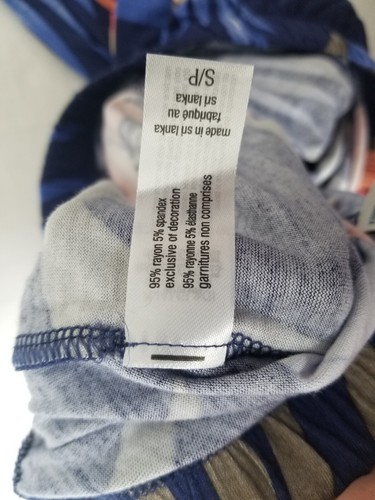 S/P
made in sri lanka
fabriqué au
sri lanka
95% rayon 5% spandex
exclusive of decoration
95% rayonne 5% élasthanne
garnitures non comprises